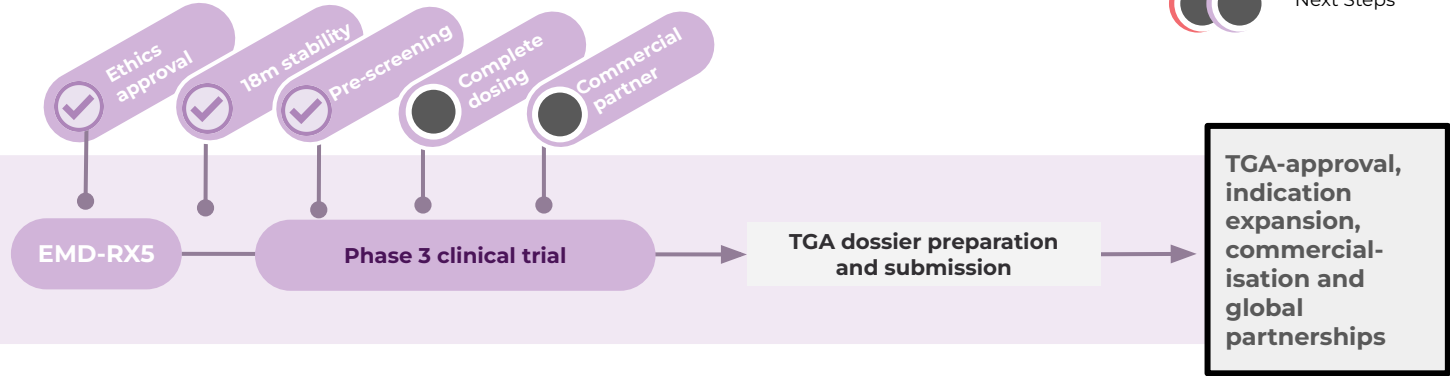 Next Steps
Ethics
approval
18m stability
Pre-screening
Complete
dosing
Commercial
partner
EMD-RX5
Phase 3 clinical trial
TGA dossier preparation
and submission
TGA-approval,
indication
expansion,
commercial-
isation and
global
partnerships